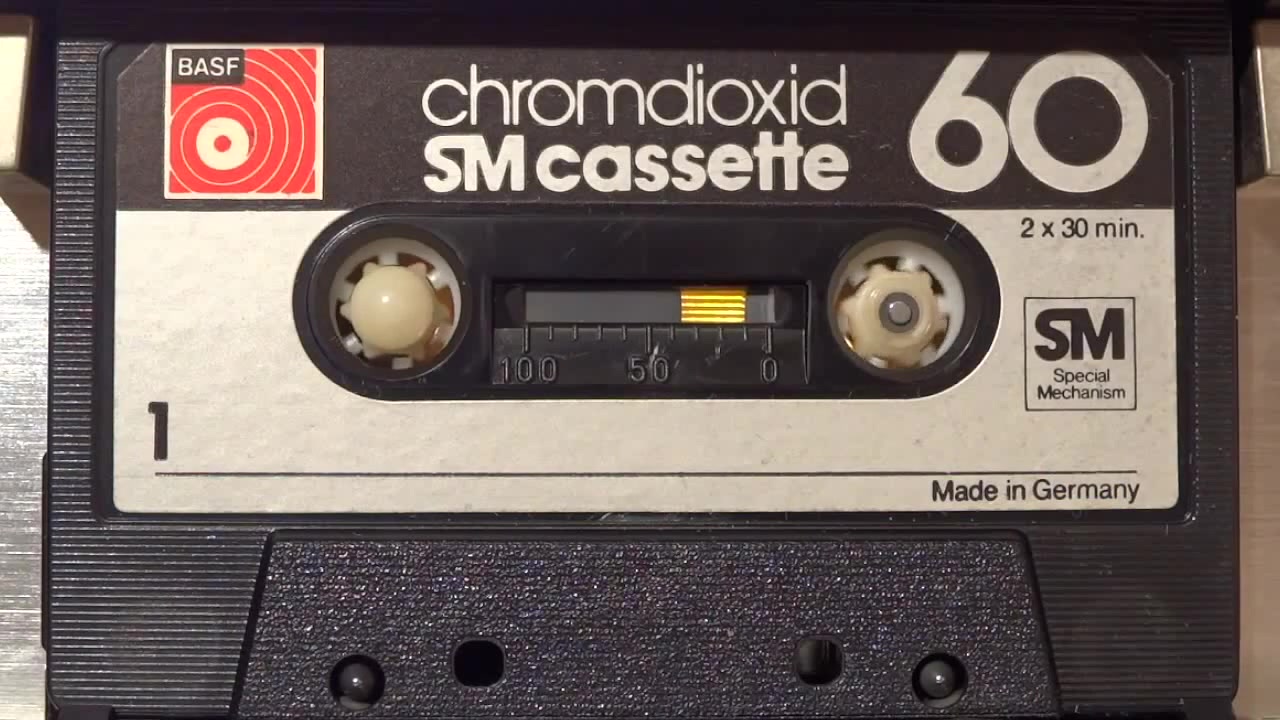 BASF
chromdioxid
SM cassette
60
2 x 30 min.
100 50 0
SM
Special
Mechanism
1
Made in Germany